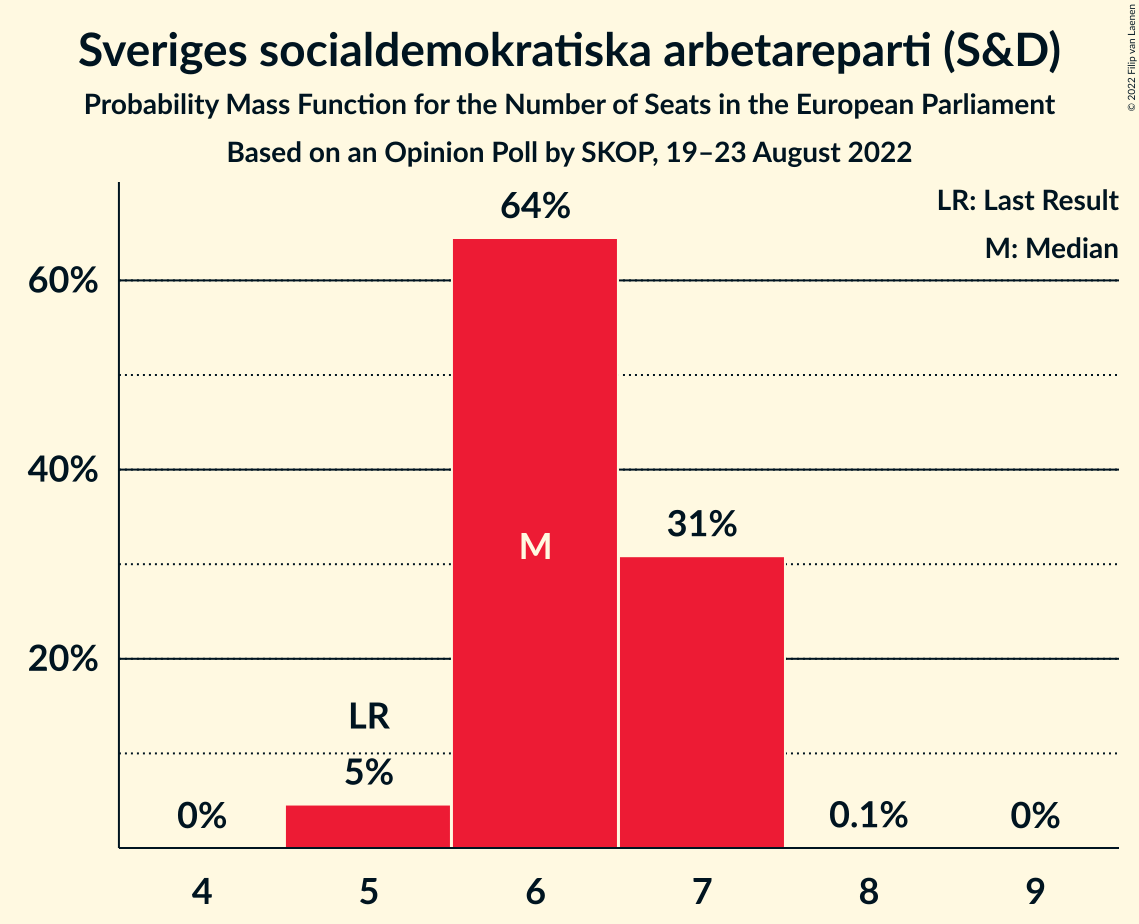 Sveriges socialdemokratiska arbetareparti (S&D)
Probability Mass Function for the Number of Seats in the European Parliament
Based on an Opinion Poll by SKOP, 19–23 August 2022
© 2022 Filip van Laenen
LR: Last Result
M: Median
64%
60%
40%
M
31%
20%
LR
5%
0%
0.1%
0%
4 5 6 7 8 9